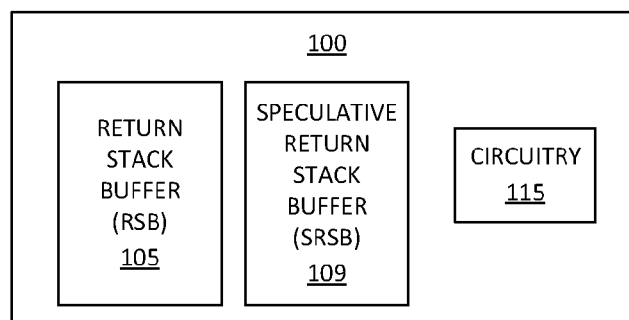 100
RETURN
STACK
BUFFER
(RSB)
105
SPECULATIVE
RETURN
STACK
BUFFER
(SRSB)
109
CIRCUITRY
115